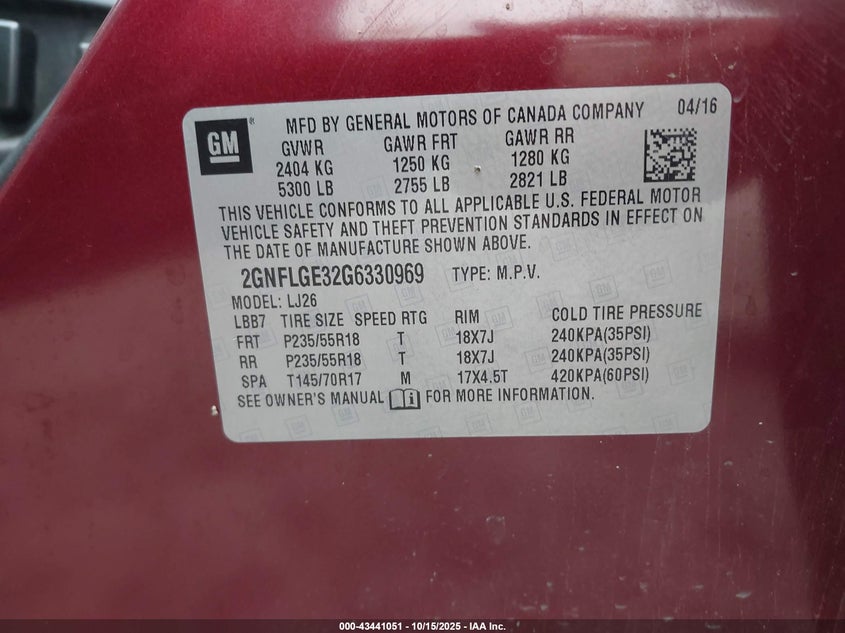 GM ® MFD BY GENERAL MOTORS OF CANADA COMPANY 04/16
GVWR GAWR FRT GAWR RR
2404 KG 1250 KG 1280 KG
5300 LB 2755 LB 2821 LB
THIS VEHICLE CONFORMS TO ALL APPLICABLE U.S. FEDERAL MOTOR
VEHICLE SAFETY AND THEFT PREVENTION STANDARDS IN EFFECT ON
THE DATE OF MANUFACTURE SHOWN ABOVE.
2GNFLGE32G6330969 TYPE: M.P.V.
MODEL: LJ26
LBB7 TIRE SIZE SPEED RTG RIM COLD TIRE PRESSURE
FRT P235/55R18 T 18X7J 240KPA(35PSI)
RR P235/55R18 T 18X7J 240KPA(35PSI)
SPA T145/70R17 M 17X4.5T 420KPA(60PSI)
SEE OWNER'S MANUAL FOR MORE INFORMATION.
000-43441051 - 10/15/2025 - IAA Inc.